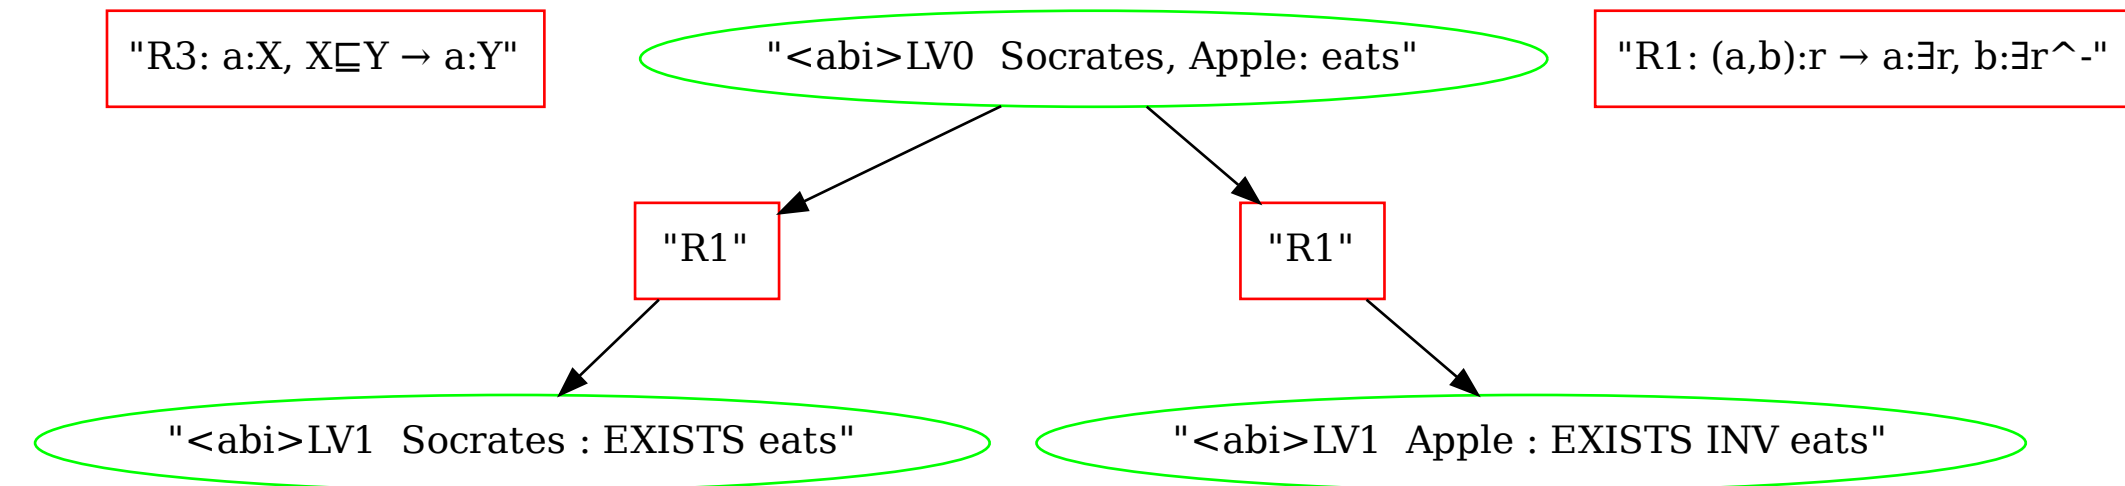 "R3: a:X, X⊑Y → a:Y"
"<abi>LV0  Socrates, Apple: eats"
"R1: (a,b):r → a:∃r, b:∃r^-"
"R1"
"R1"
"<abi>LV1  Socrates : EXISTS eats"
"<abi>LV1  Apple : EXISTS INV eats"